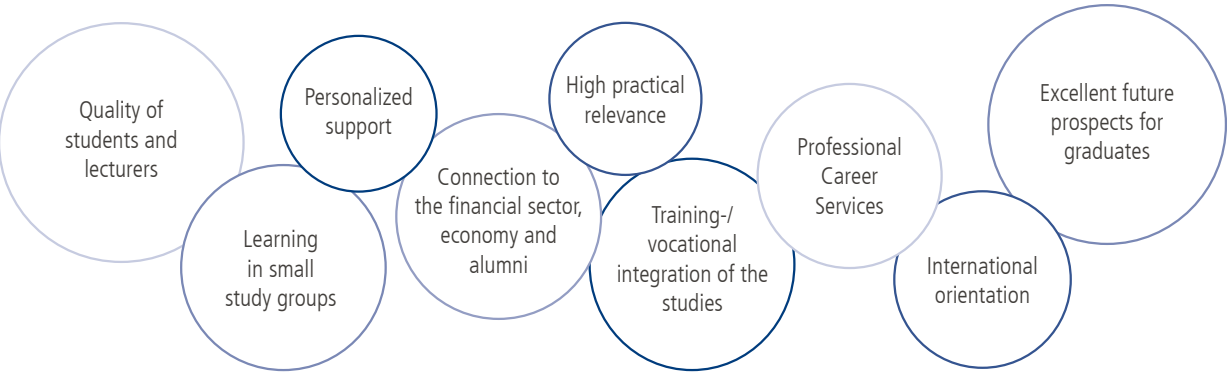 Quality of
students and
lecturers
Learning
in small
study groups
Personalized
support
Connection to
the financial sector,
economy and
alumni
High practical
relevance
Training-/
vocational
integration of the
studies
Professional
Career
Services
International
orientation
Excellent future
prospects for
graduates